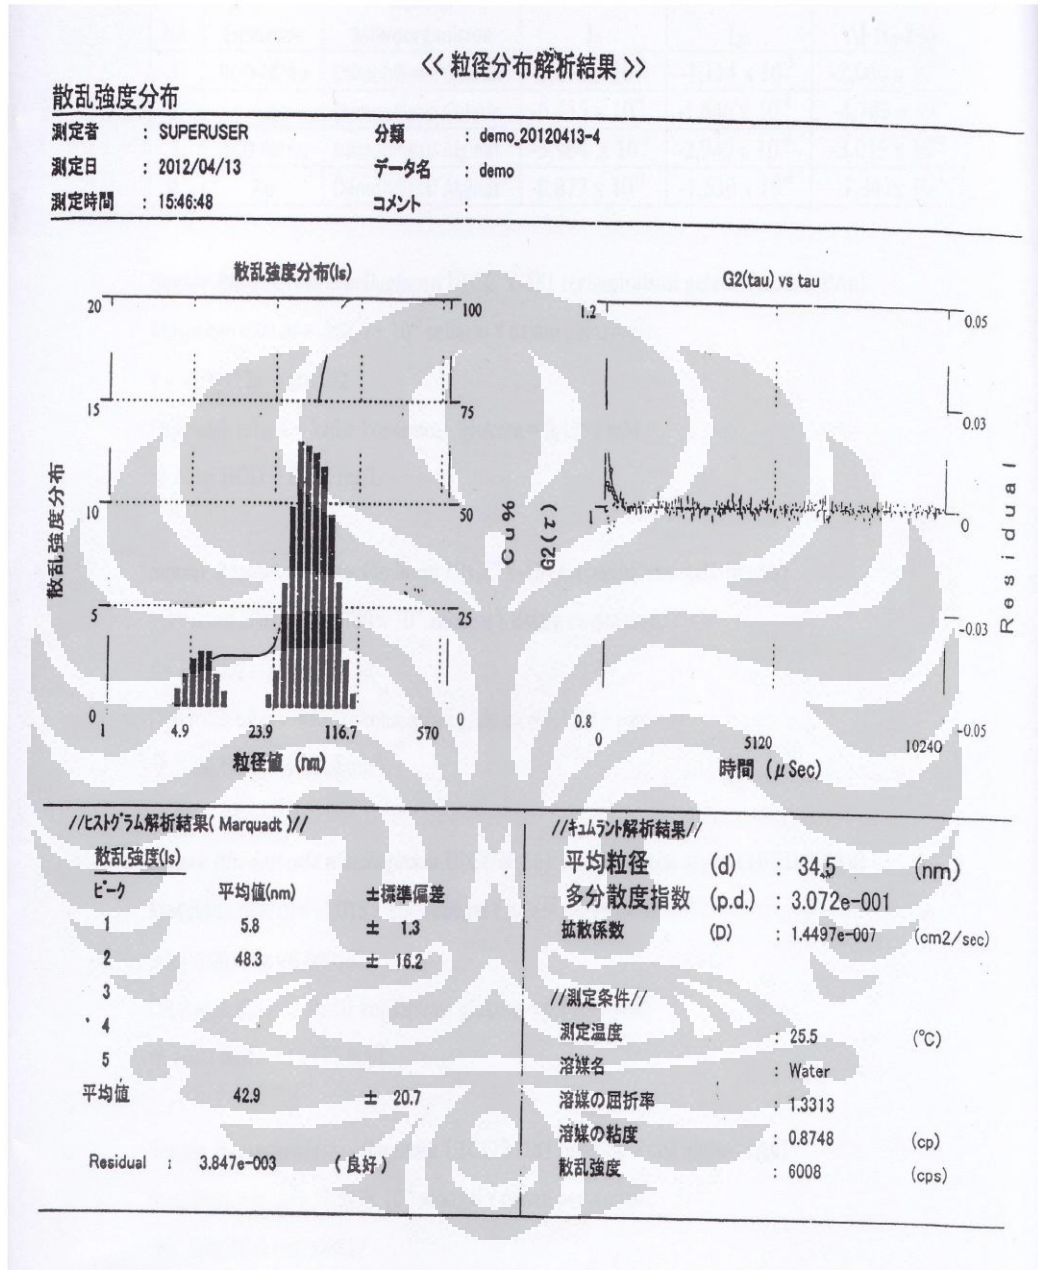 << 粒径分布解析結果 >>
散乱強度分布
測定者 : SUPERUSER 分類 : demo_20120413-4
測定日 : 2012/04/13 データ名 : demo
測定時間 : 15:46:48 コメント :
散乱強度分布(Is)
20
15
10
5
0
散乱強度分布
100
75
50
25
0
Cu%
1 4.9 23.9 116.7 570
粒径値 (nm)
G2(tau) vs tau
1.2
1
0.8
G2(τ)
0.05
0.03
0
-0.03
-0.05
Residual
0 5120 10240
時間 (μSec)
//ヒストグラム解析結果( Marquadt )//
散乱強度(Is)
ピーク 平均値(nm) ±標準偏差
1 5.8 ± 1.3
2 48.3 ± 16.2
3
4
5
平均値 42.9 ± 20.7
Residual : 3.847e-003 (良好)
//キュムラント解析結果//
平均粒径 (d) : 34.5 (nm)
多分散度指数 (p.d.) : 3.072e-001
拡散係数 (D) : 1.4497e-007 (cm2/sec)
//測定条件//
測定温度 : 25.5 (°C)
溶媒名 : Water
溶媒の屈折率 : 1.3313
溶媒の粘度 : 0.8748 (cp)
散乱強度 : 6008 (cps)